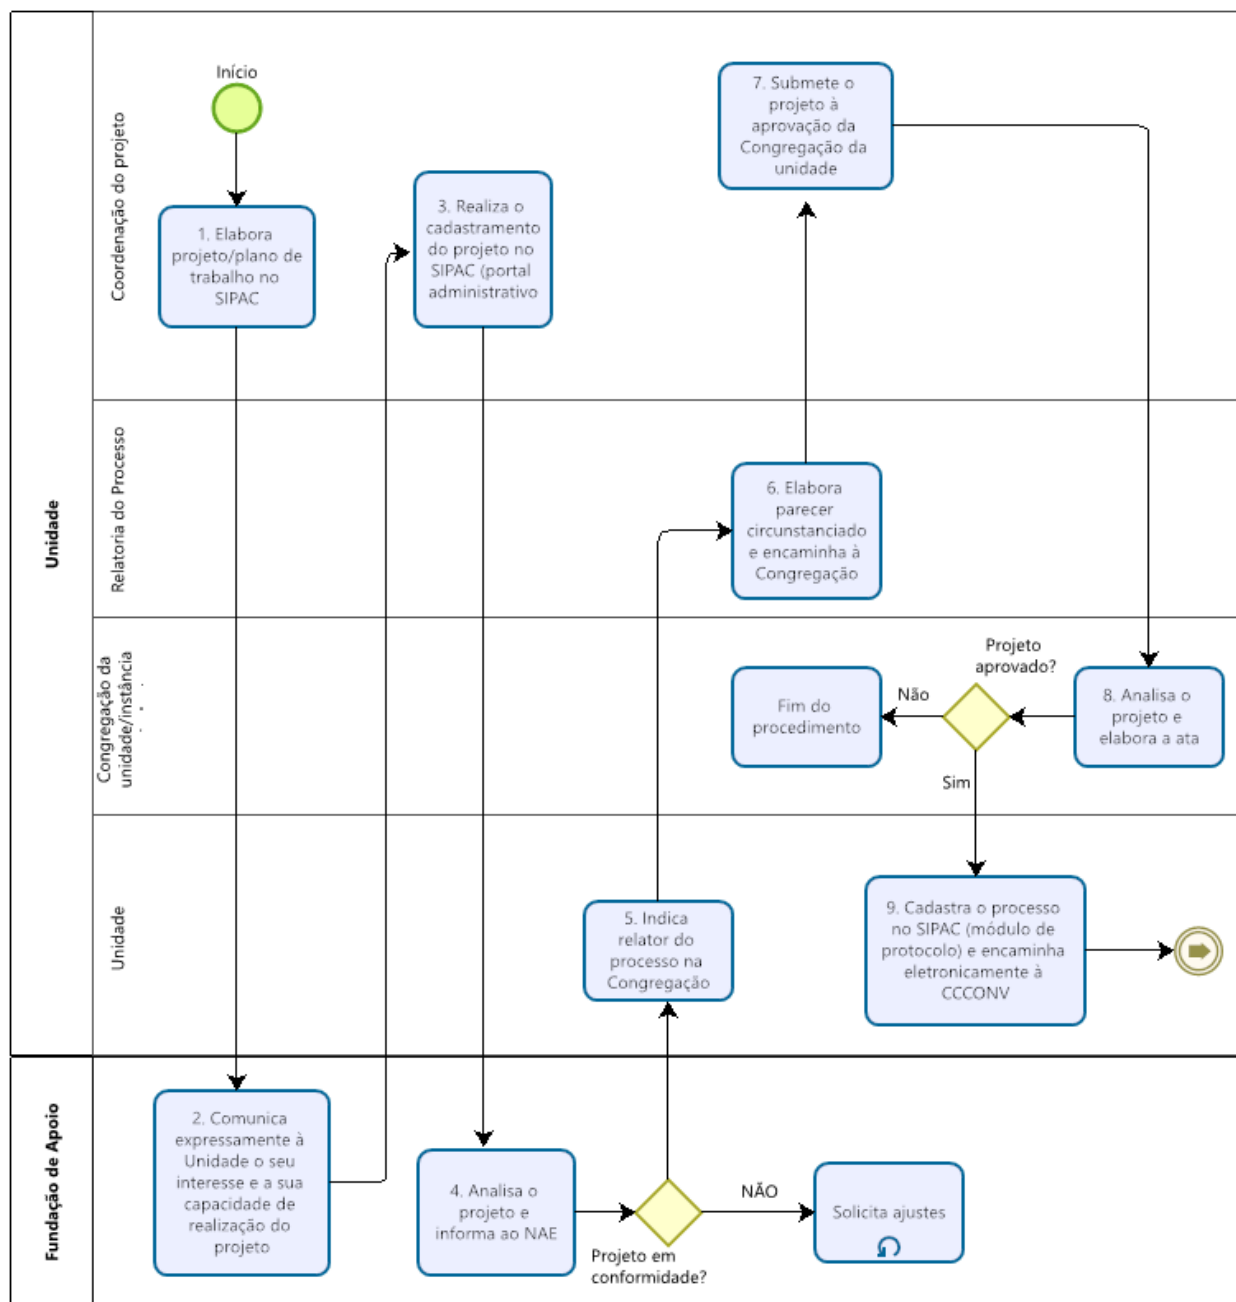 Início
Coordenação do projeto
1. Elabora
projeto/plano de
trabalho no
SIPAC
3. Realiza o
cadastramento
do projeto no
SIPAC (portal
administrativo
7. Submete o
projeto à
aprovação da
Congregação da
unidade
Unidade
Relatoria do Processo
6. Elabora
parecer
circunstanciado
e encaminha à
Congregação
Congregação da
unidade/instância
Fim do
procedimento
Não
Projeto
aprovado?
Sim
8. Analisa o
projeto e
elabora a ata
Unidade
5. Indica
relator do
processo na
Congregação
9. Cadastra o processo
no SIPAC (módulo de
protocolo) e encaminha
eletronicamente à
CCCONV
Fundação de Apoio
2. Comunica
expressamente à
Unidade o seu
interesse e a sua
capacidade de
realização do
projeto
4. Analisa o
projeto e
informa ao NAE
Projeto em
conformidade?
NÃO
Solicita ajustes